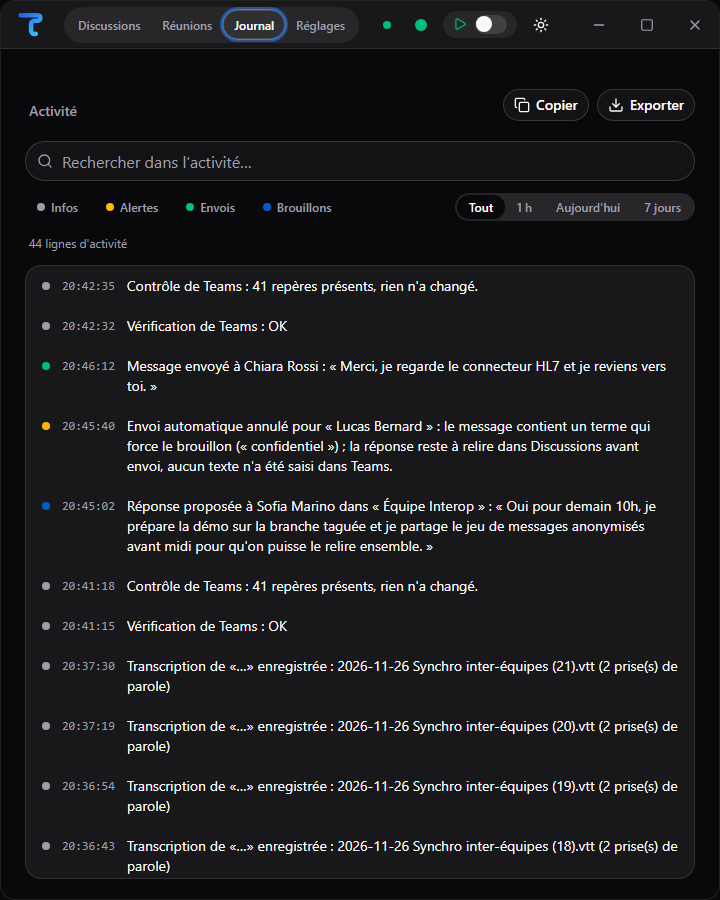 Discussions Réunions Journal Réglages
Activité
Copier Exporter
Rechercher dans l'activité...
Infos Alertes Envois Brouillons Tout 1 h Aujourd'hui 7 jours
44 lignes d'activité
20:42:35 Contrôle de Teams : 41 repères présents, rien n'a changé.
20:42:32 Vérification de Teams : OK
20:46:12 Message envoyé à Chiara Rossi : « Merci, je regarde le connecteur HL7 et je reviens vers
toi. »
20:45:40 Envoi automatique annulé pour « Lucas Bernard » : le message contient un terme qui
force le brouillon (« confidentiel ») ; la réponse reste à relire dans Discussions avant
envoi, aucun texte n'a été saisi dans Teams.
20:45:02 Réponse proposée à Sofia Marino dans « Équipe Interop » : « Oui pour demain 10h, je
prépare la démo sur la branche taguée et je partage le jeu de messages anonymisés
avant midi pour qu'on puisse le relire ensemble. »
20:41:18 Contrôle de Teams : 41 repères présents, rien n'a changé.
20:41:15 Vérification de Teams : OK
20:37:30 Transcription de «...» enregistrée : 2026-11-26 Synchro inter-équipes (21).vtt (2 prise(s) de
parole)
20:37:19 Transcription de «...» enregistrée : 2026-11-26 Synchro inter-équipes (20).vtt (2 prise(s) de
parole)
20:36:54 Transcription de «...» enregistrée : 2026-11-26 Synchro inter-équipes (19).vtt (2 prise(s) de
parole)
20:36:43 Transcription de «...» enregistrée : 2026-11-26 Synchro inter-équipes (18).vtt (2 prise(s) de
parole)